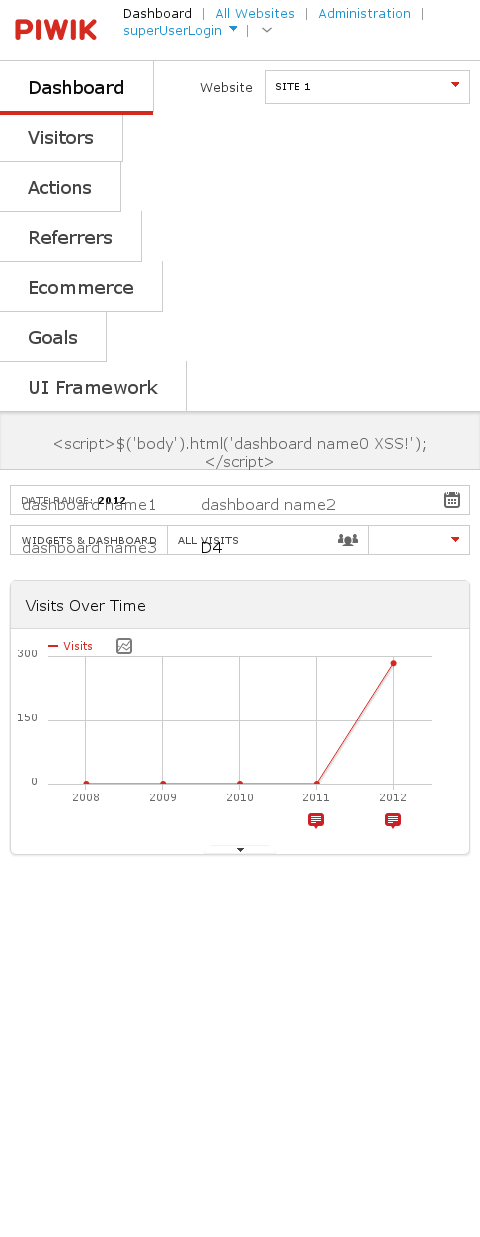 PIWIK
Dashboard | All Websites | Administration |
superUserLogin |
Dashboard
Website SITE 1
Visitors
Actions
Referrers
Ecommerce
Goals
UI Framework
<script>$('body').html('dashboard name0 XSS!');
</script>
DATE RANGE: 2012
dashboard name1 dashboard name2
WIDGETS & DASHBOARD ALL VISITS
dashboard name3 D4
Visits Over Time
Visits
300
150
0
2008 2009 2010 2011 2012